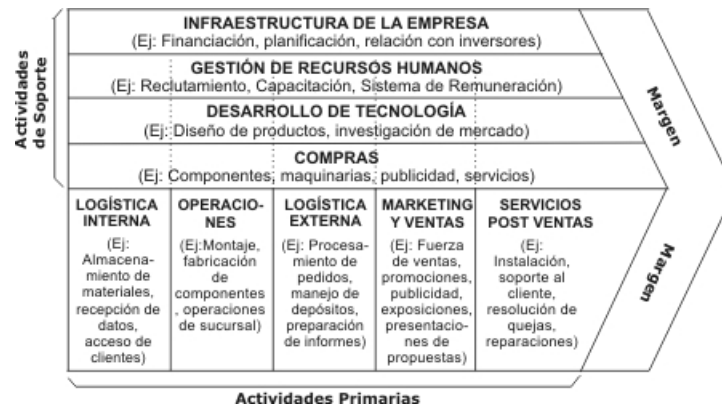 Actividades
de Soporte
INFRAESTRUCTURA DE LA EMPRESA
(Ej: Financiación, planificación, relación con inversores)
GESTIÓN DE RECURSOS HUMANOS
(Ej: Reclutamiento, Capacitación, Sistema de Remuneración)
DESARROLLO DE TECNOLOGÍA
(Ej: Diseño de productos, investigación de mercado)
COMPRAS
(Ej: Componentes, maquinarias, publicidad, servicios)
Margen
LOGÍSTICA
INTERNA
(Ej:
Almacena-
miento de
materiales,
recepción de
datos,
acceso de
clientes)
OPERACIO-
NES
(Ej:Montaje,
fabricación
de
componentes
, operaciones
de sucursal)
LOGÍSTICA
EXTERNA
(Ej: Procesa-
miento de
pedidos,
manejo de
depósitos,
preparación
de informes)
MARKETING
Y VENTAS
(Ej: Fuerza
de ventas,
promociones,
publicidad,
exposiciones,
presentacio-
nes de
propuestas)
SERVICIOS
POST VENTAS
(Ej:
Instalación,
soporte al
cliente,
resolución de
quejas,
reparaciones)
Margen
Actividades Primarias